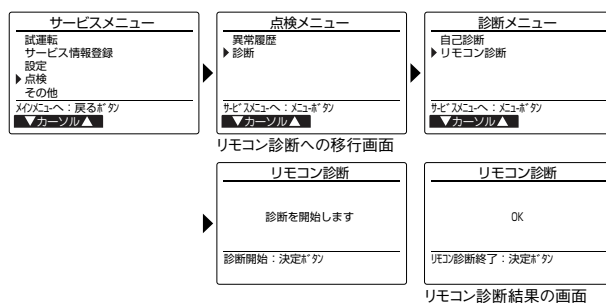 サービスメニュー
試運転
サービス情報登録
設定
▶点検
その他
ﾒｲﾝﾒﾆｭｰへ：戻るﾎﾞﾀﾝ
▼カーソル▲
点検メニュー
異常履歴
▶診断
ｻｰﾋﾞｽﾒﾆｭｰへ：ﾒﾆｭｰﾎﾞﾀﾝ
▼カーソル▲
診断メニュー
自己診断
▶リモコン診断
ｻｰﾋﾞｽﾒﾆｭｰへ：ﾒﾆｭｰﾎﾞﾀﾝ
▼カーソル▲
リモコン診断への移行画面
リモコン診断
診断を開始します
診断開始：決定ﾎﾞﾀﾝ
リモコン診断
OK
ﾘﾓｺﾝ診断終了：決定ﾎﾞﾀﾝ
リモコン診断結果の画面